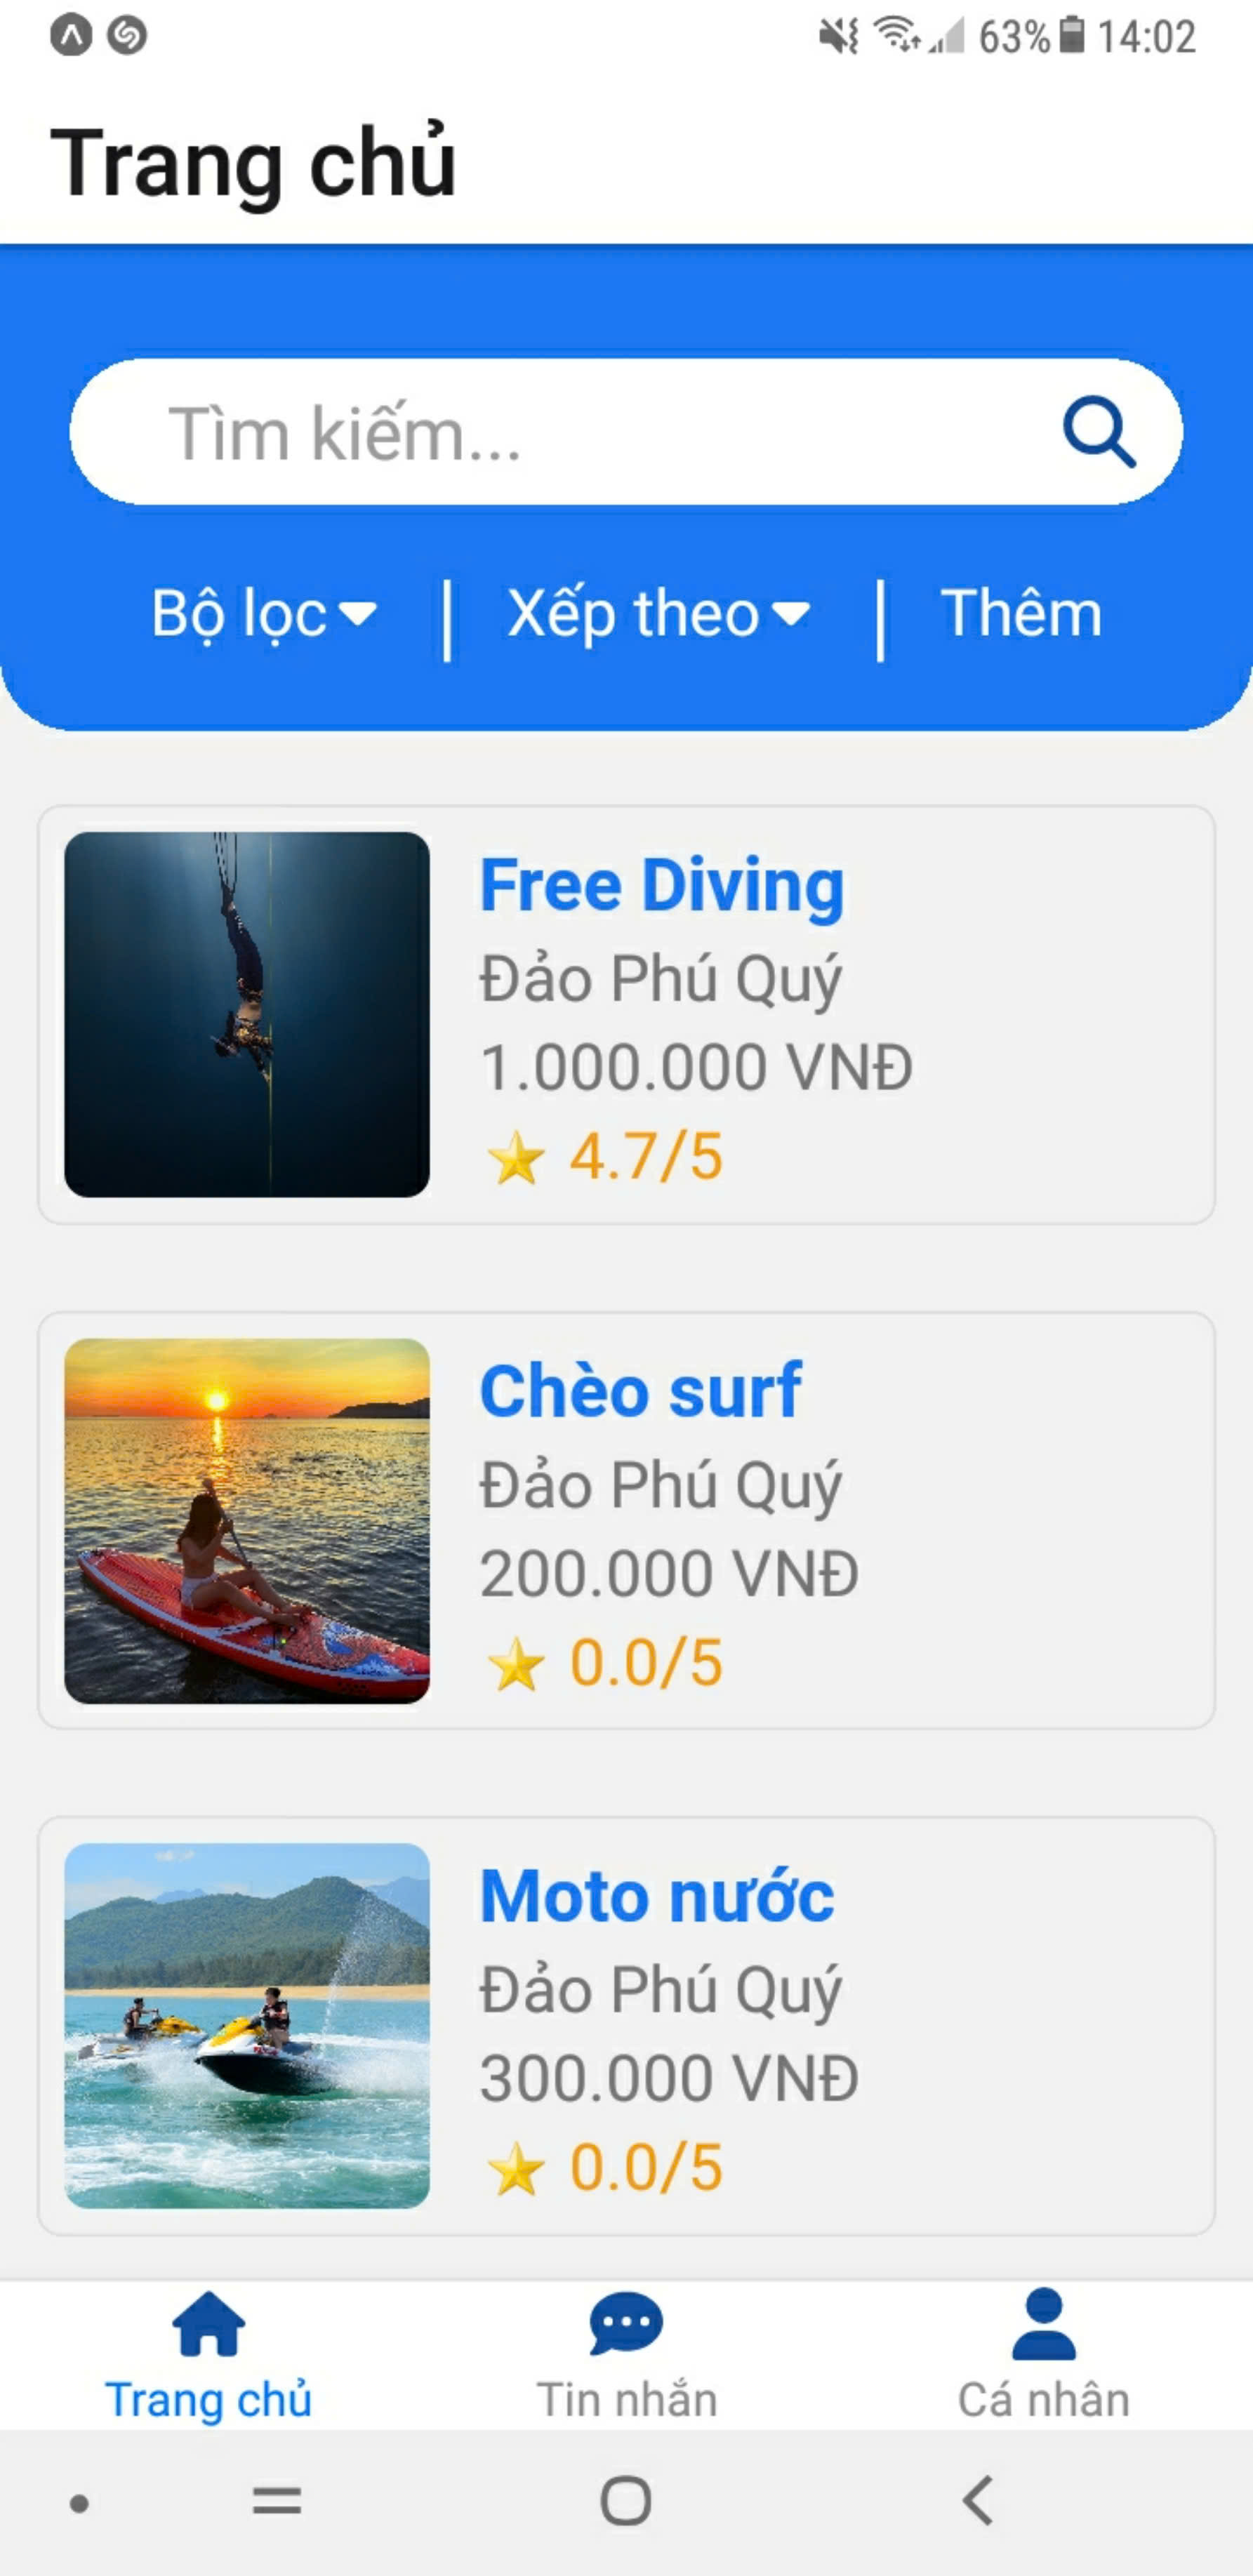 63% 14:02
Trang chủ
Tìm kiếm...
Bộ lọc | Xếp theo | Thêm
Free Diving
Đảo Phú Quý
1.000.000 VNĐ
4.7/5
Chèo surf
Đảo Phú Quý
200.000 VNĐ
0.0/5
Moto nước
Đảo Phú Quý
300.000 VNĐ
0.0/5
Trang chủ Tin nhắn Cá nhân